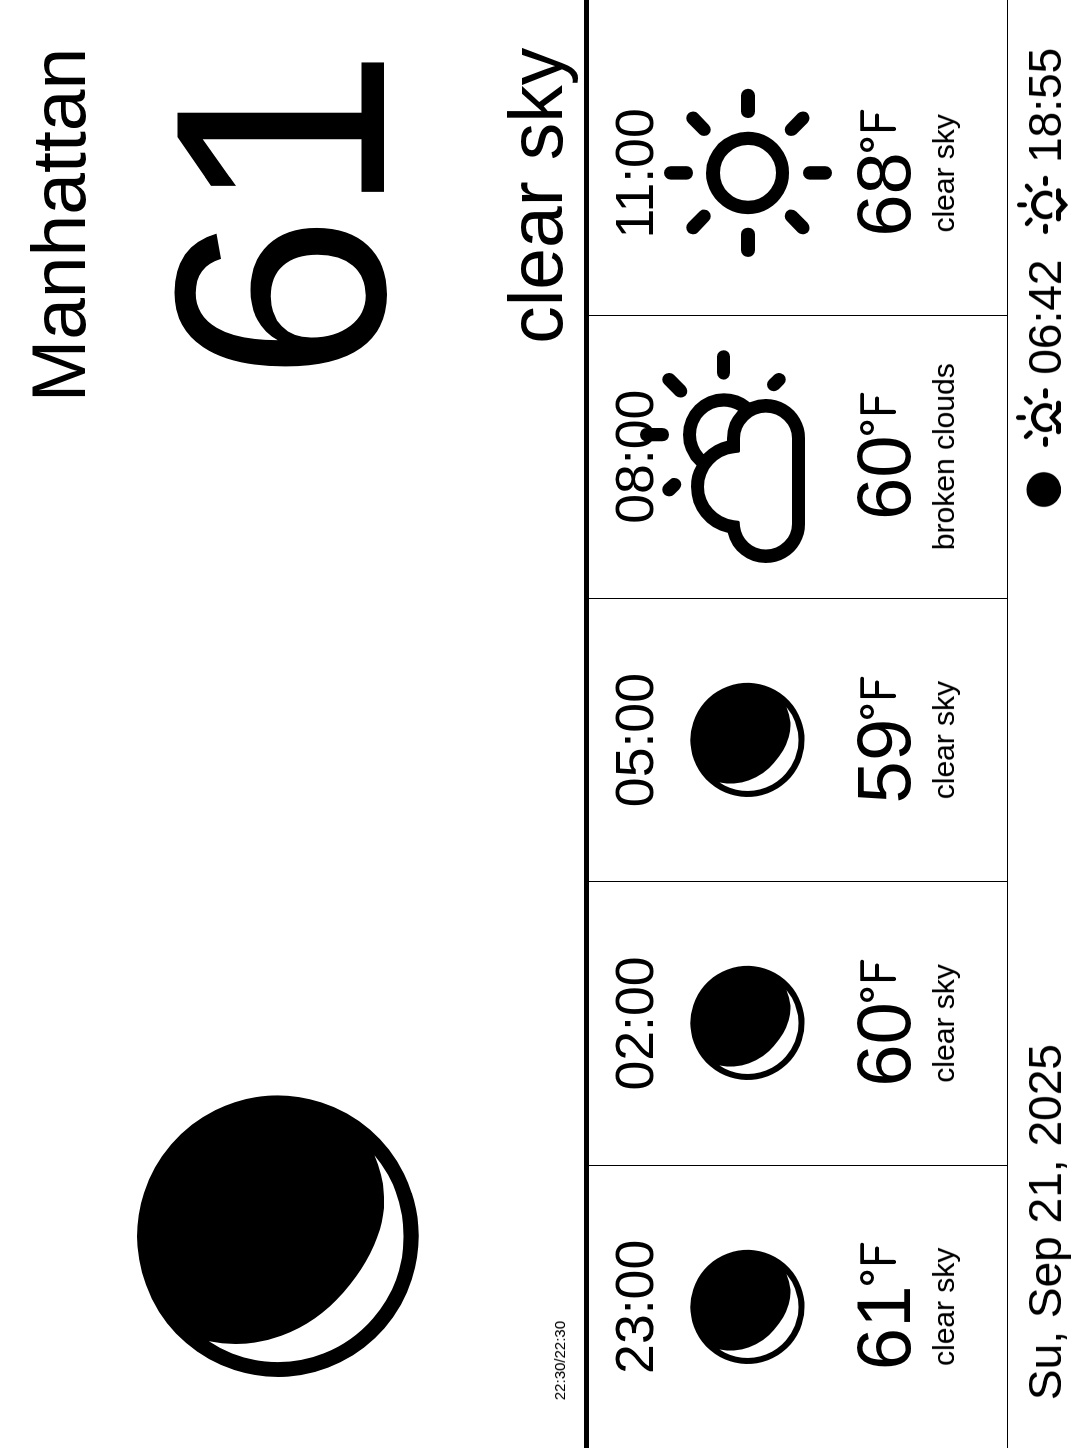 Manhattan
61
clear sky
22:30/22:30
23:00
61°F
clear sky
02:00
60°F
clear sky
05:00
59°F
clear sky
08:00
60°F
broken clouds
11:00
68°F
clear sky
Su, Sep 21, 2025
06:42
18:55